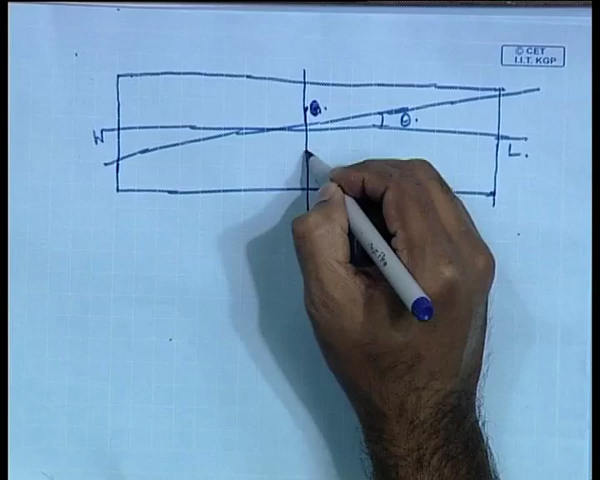 © CET
I.I.T. KGP
G.
θ.
W
L.